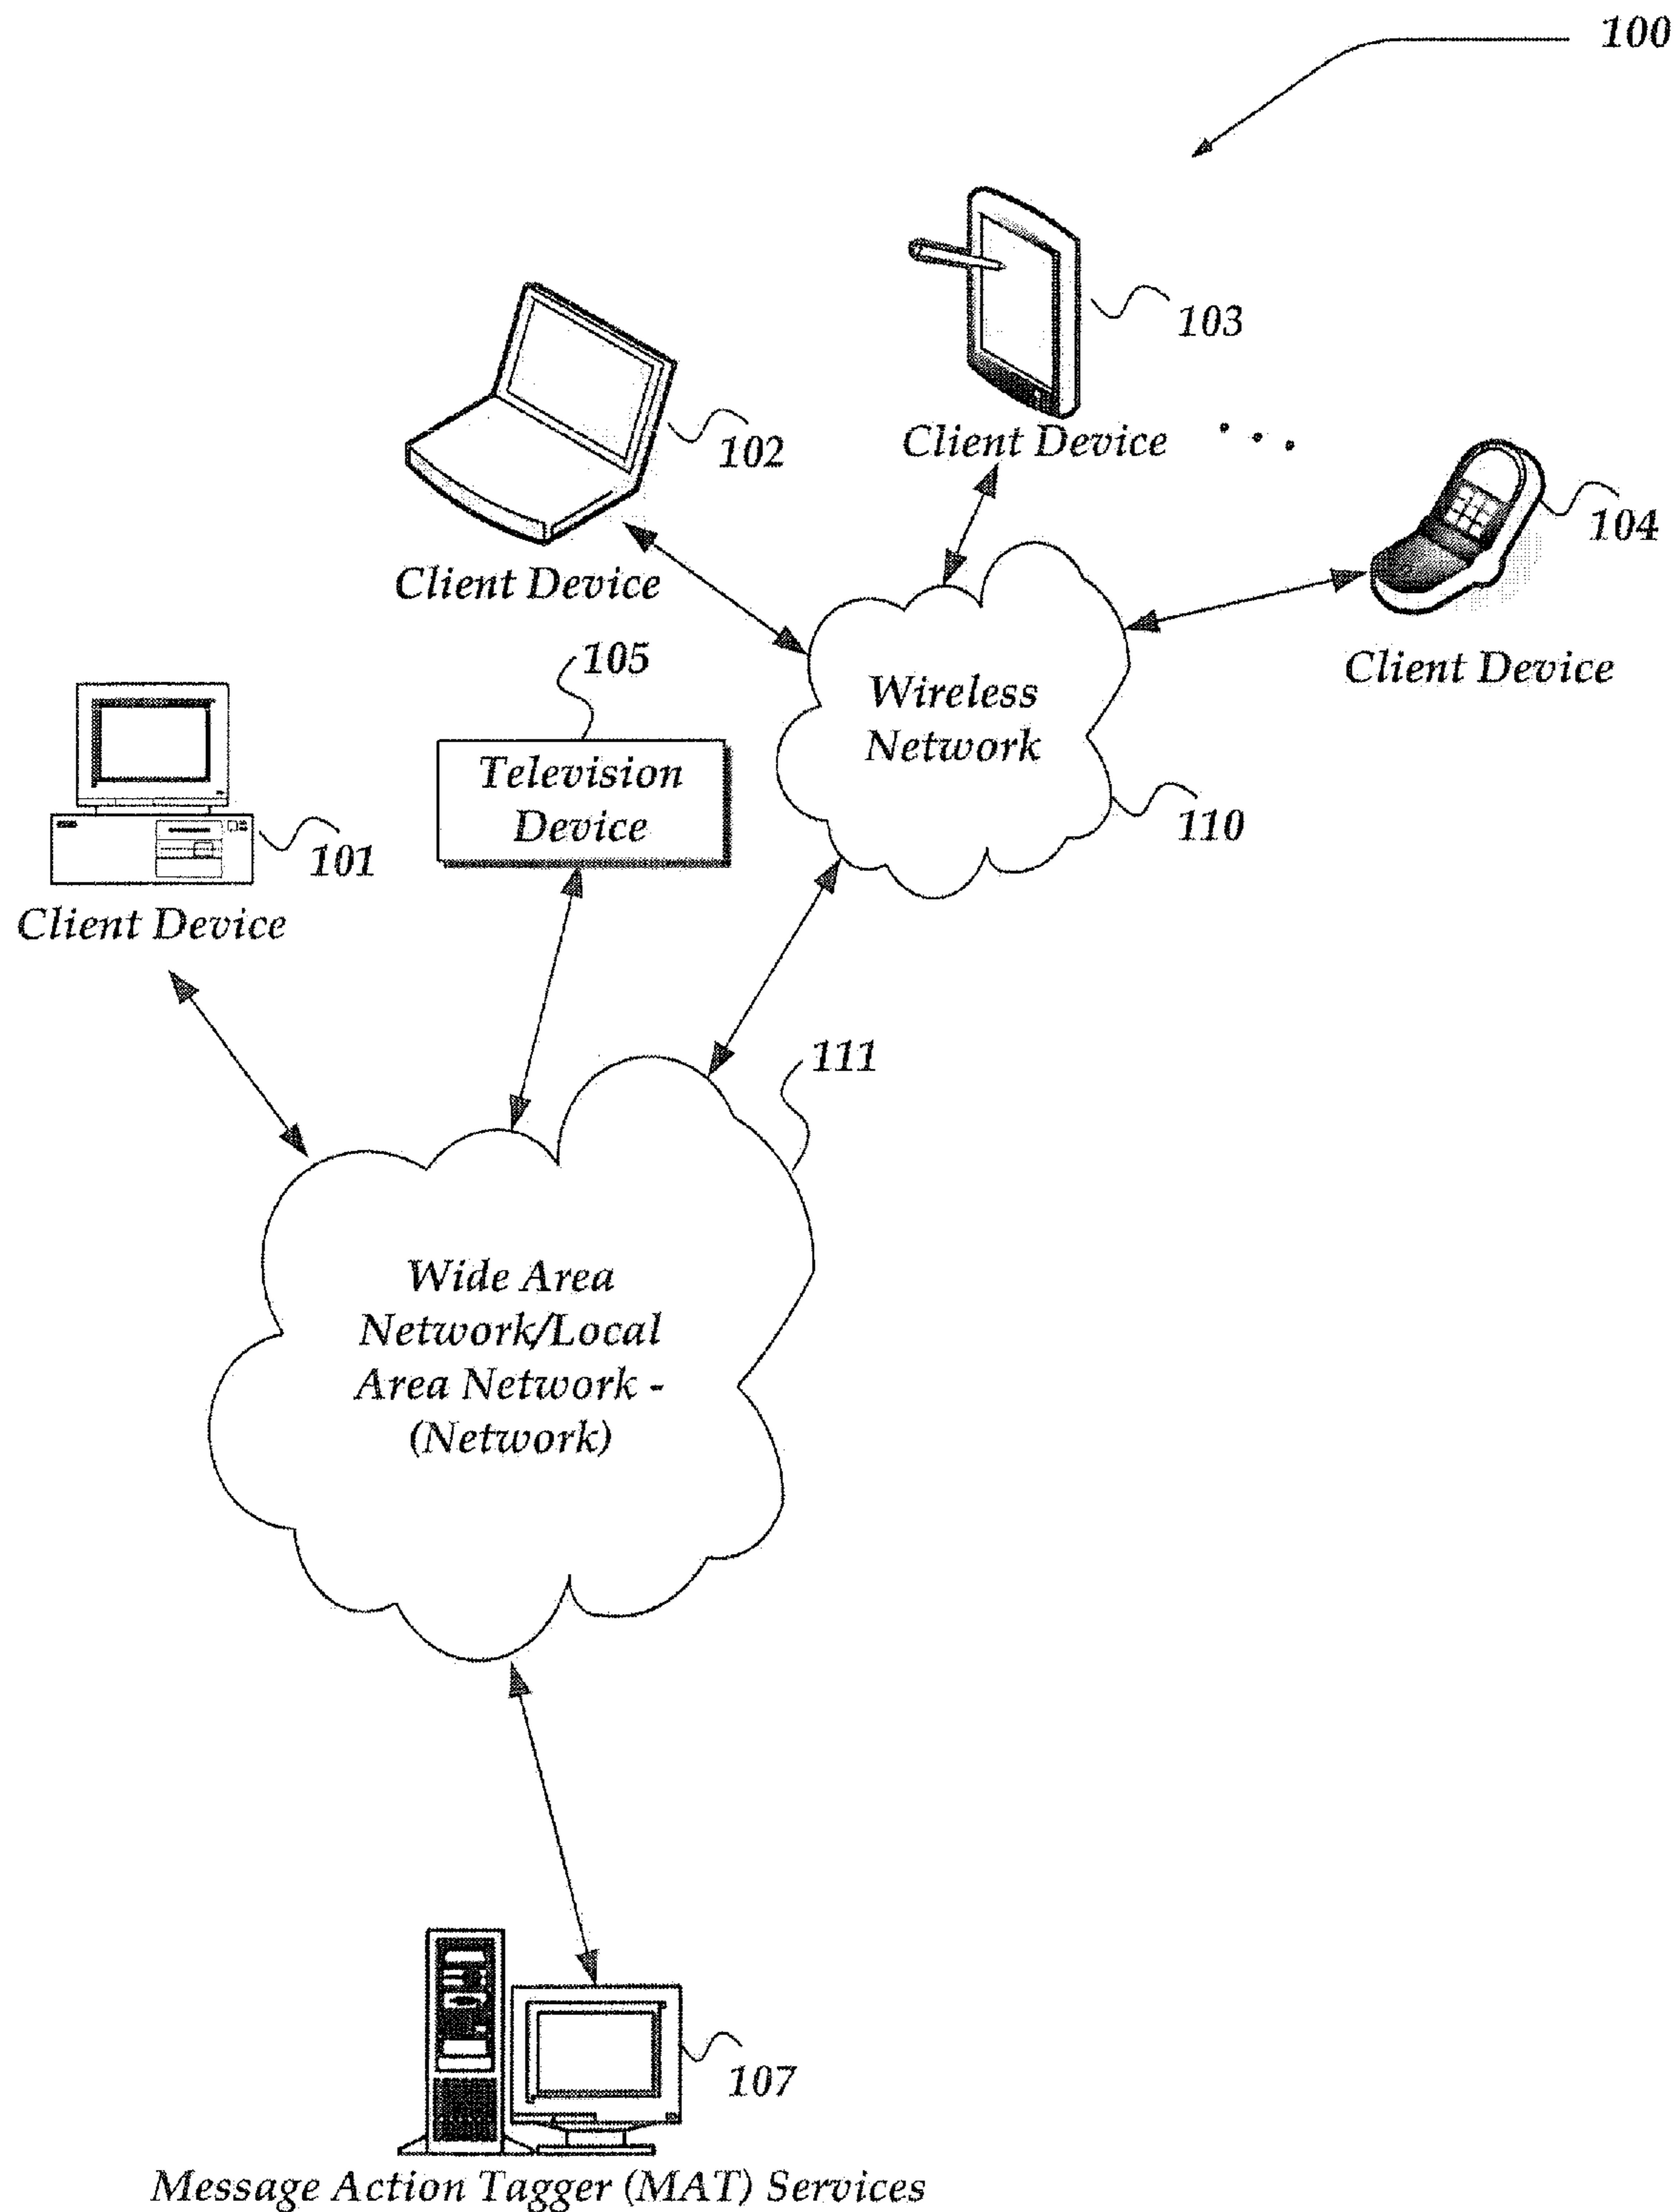 100
103
102
Client Device
. . .
104
Client Device
Client Device
105
Wireless
Network
110
Television
Device
101
Client Device
111
Wide Area
Network/Local
Area Network -
(Network)
107
Message Action Tagger (MAT) Services